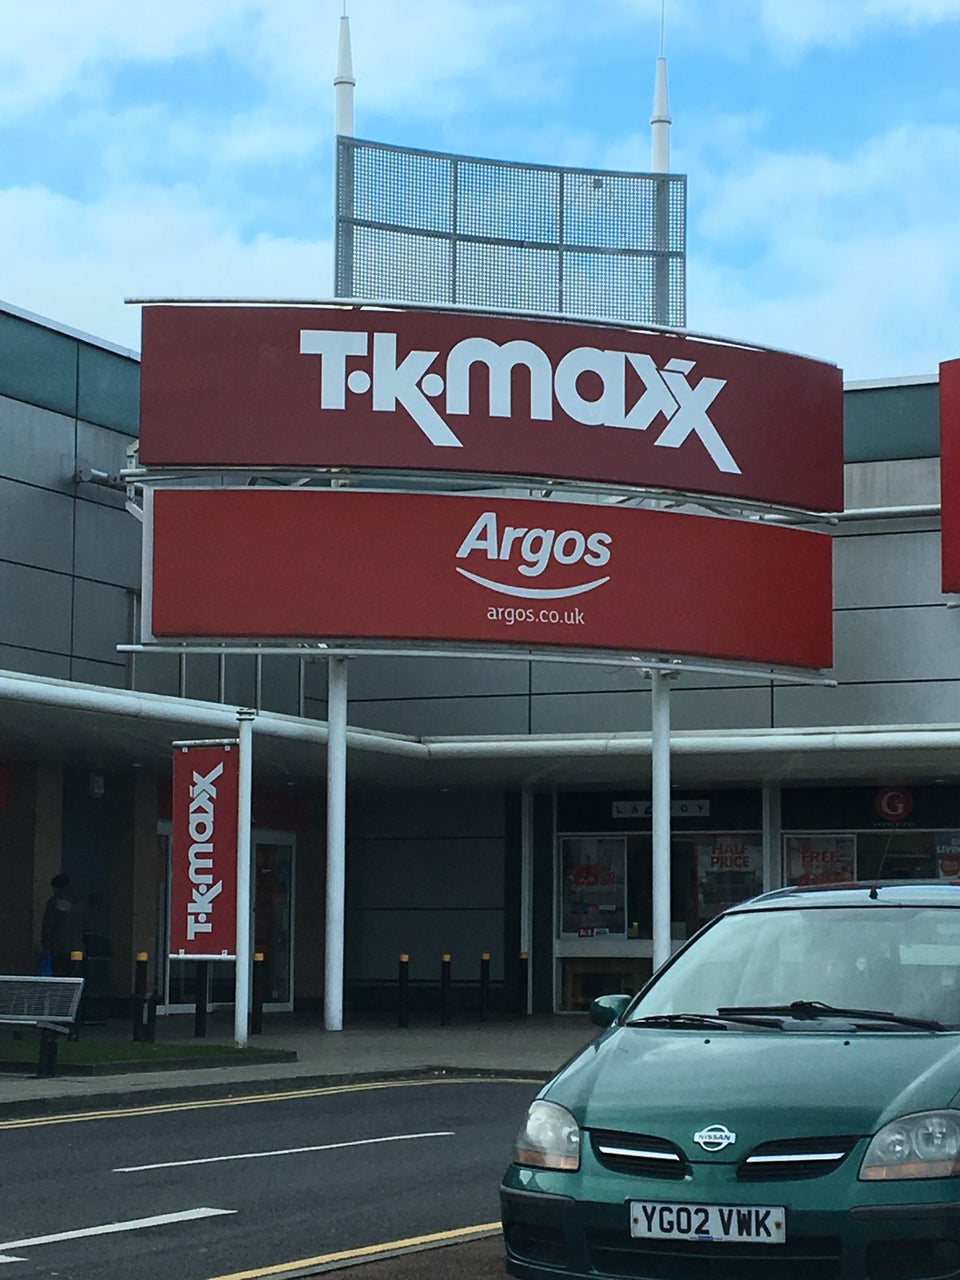 T·K·maxx
Argos
argos.co.uk
T·K·maxx
HALF
PRICE
FREE
G
NISSAN
YG02 VWK